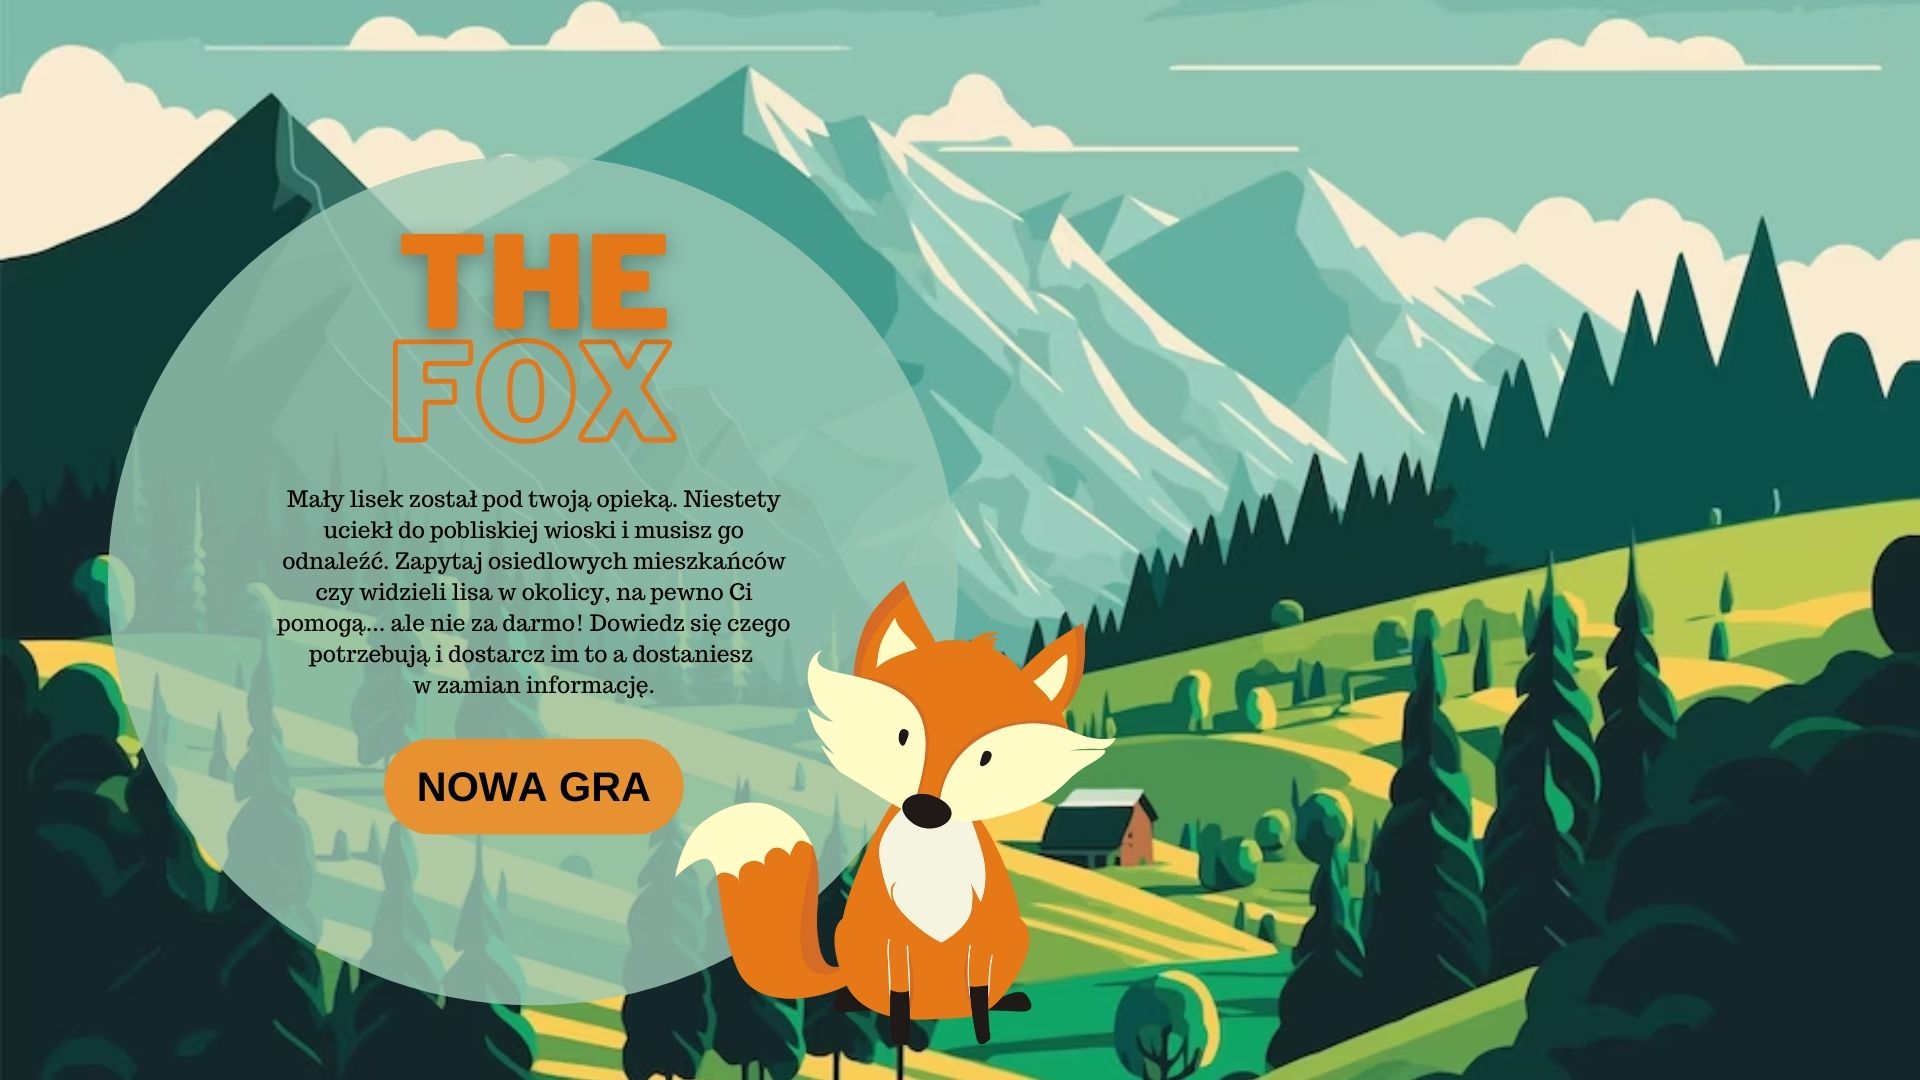 THE
FOX
Mały lisek został pod twoją opieką. Niestety
uciekł do pobliskiej wioski i musisz go
odnaleźć. Zapytaj osiedlowych mieszkańców
czy widzieli lisa w okolicy, na pewno Ci
pomogą... ale nie za darmo! Dowiedz się czego
potrzebują i dostarcz im to a dostaniesz
w zamian informację.
NOWA GRA